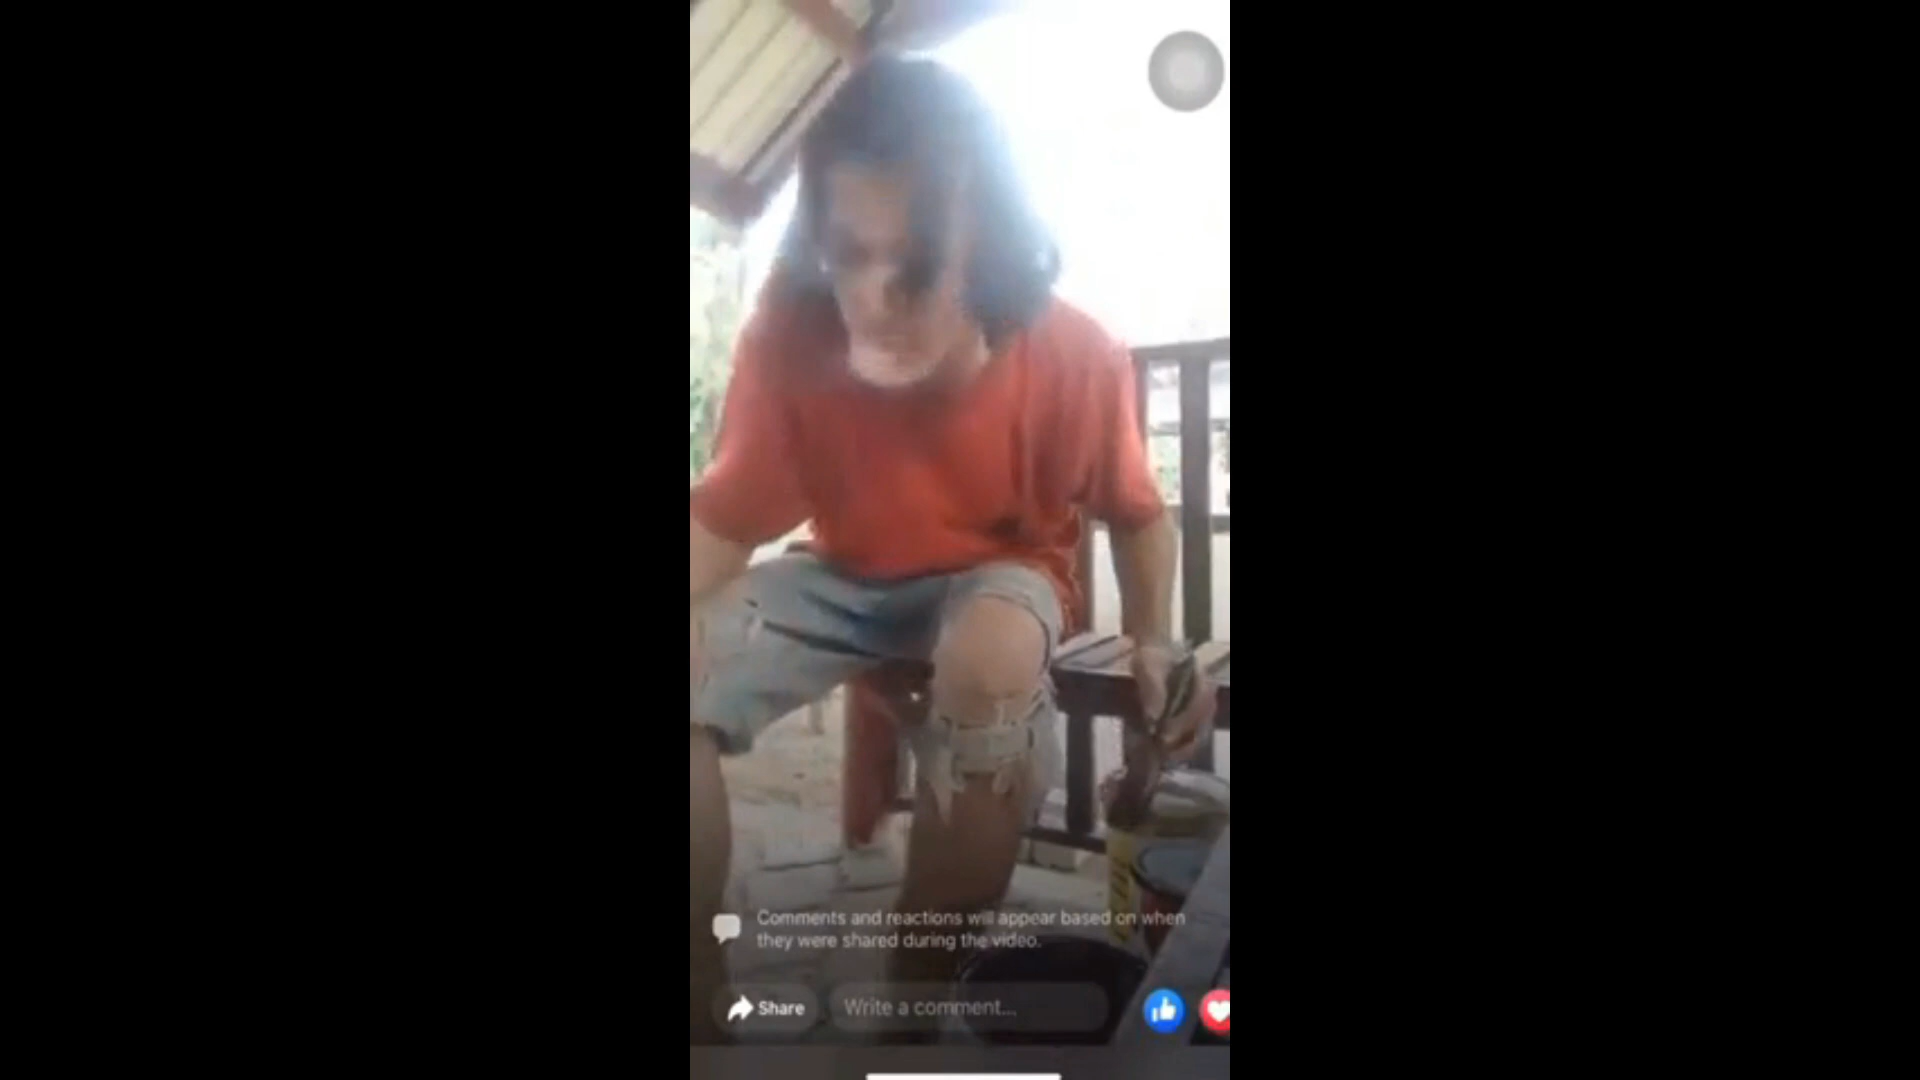 Comments and reactions will appear based on when
they were shared during the video.
Share
Write a comment...